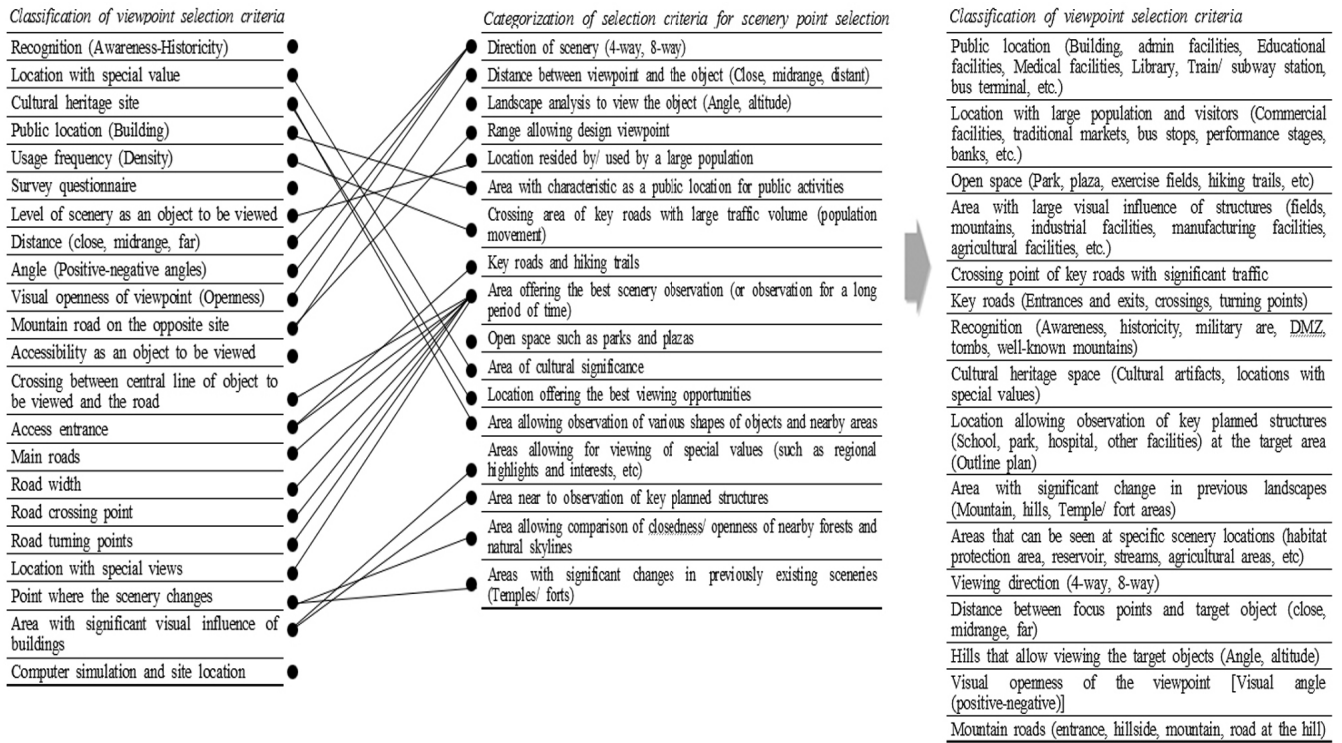 Classification of viewpoint selection criteria
Recognition (Awareness-Historicity)
Location with special value
Cultural heritage site
Public location (Building)
Usage frequency (Density)
Survey questionnaire
Level of scenery as an object to be viewed
Distance (close, midrange, far)
Angle (Positive-negative angles)
Visual openness of viewpoint (Openness)
Mountain road on the opposite site
Accessibility as an object to be viewed
Crossing between central line of object to
be viewed and the road
Access entrance
Main roads
Road width
Road crossing point
Road turning points
Location with special views
Point where the scenery changes
Area with significant visual influence of
buildings
Computer simulation and site location
Categorization of selection criteria for scenery point selection
Direction of scenery (4-way, 8-way)
Distance between viewpoint and the object (Close, midrange, distant)
Landscape analysis to view the object (Angle, altitude)
Range allowing design viewpoint
Location resided by/ used by a large population
Area with characteristic as a public location for public activities
Crossing area of key roads with large traffic volume (population
movement)
Key roads and hiking trails
Area offering the best scenery observation (or observation for a long
period of time)
Open space such as parks and plazas
Area of cultural significance
Location offering the best viewing opportunities
Area allowing observation of various shapes of objects and nearby areas
Areas allowing for viewing of special values (such as regional
highlights and interests, etc)
Area near to observation of key planned structures
Area allowing comparison of closedness/ openness of nearby forests and
natural skylines
Areas with significant changes in previously existing sceneries
(Temples/ forts)
Classification of viewpoint selection criteria
Public location (Building, admin facilities, Educational
facilities, Medical facilities, Library, Train/ subway station,
bus terminal, etc.)
Location with large population and visitors (Commercial
facilities, traditional markets, bus stops, performance stages,
banks, etc.)
Open space (Park, plaza, exercise fields, hiking trails, etc)
Area with large visual influence of structures (fields,
mountains, industrial facilities, manufacturing facilities,
agricultural facilities, etc.)
Crossing point of key roads with significant traffic
Key roads (Entrances and exits, crossings, turning points)
Recognition (Awareness, historicity, military are, DMZ,
tombs, well-known mountains)
Cultural heritage space (Cultural artifacts, locations with
special values)
Location allowing observation of key planned structures
(School, park, hospital, other facilities) at the target area
(Outline plan)
Area with significant change in previous landscapes
(Mountain, hills, Temple/ fort areas)
Areas that can be seen at specific scenery locations (habitat
protection area, reservoir, streams, agricultural areas, etc)
Viewing direction (4-way, 8-way)
Distance between focus points and target object (close,
midrange, far)
Hills that allow viewing the target objects (Angle, altitude)
Visual openness of the viewpoint [Visual angle
(positive-negative)]
Mountain roads (entrance, hillside, mountain, road at the hill)